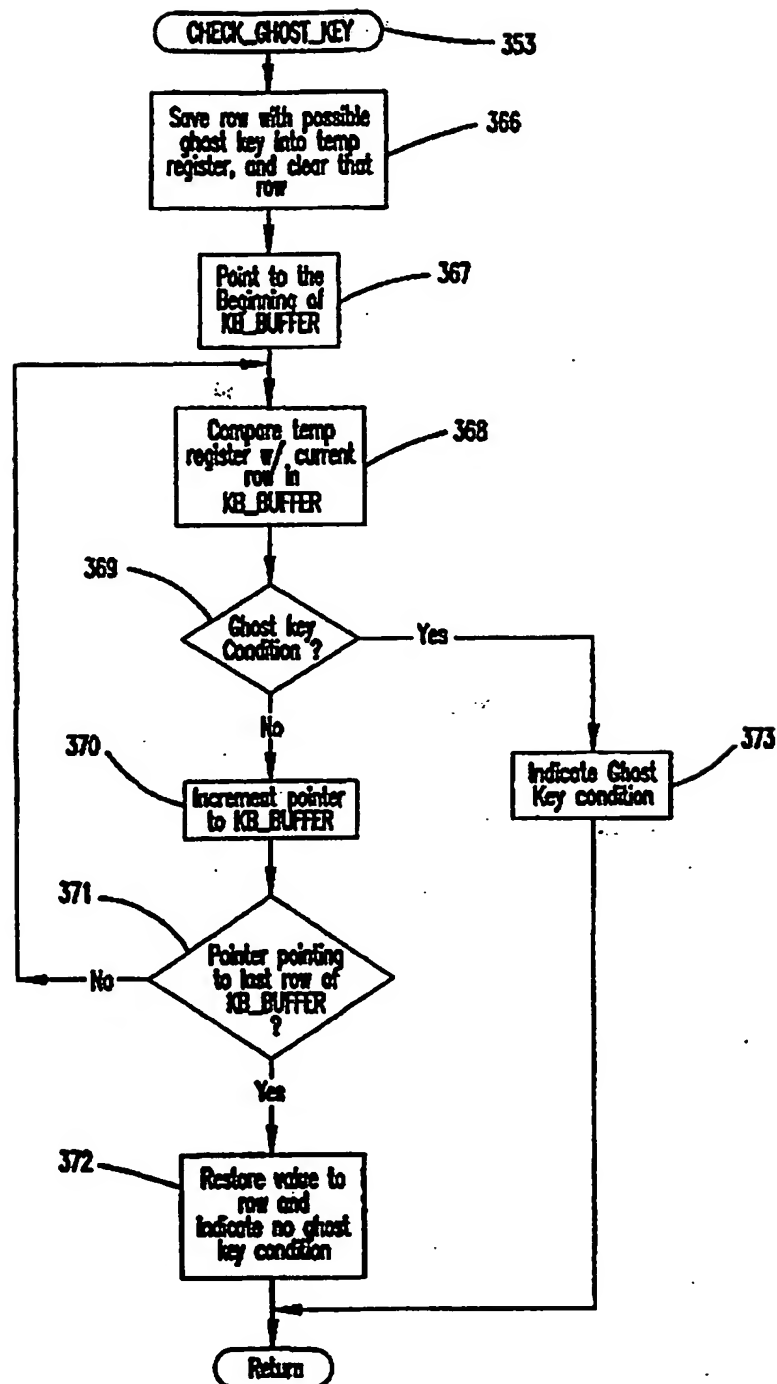 CHECK_GHOST_KEY
353
Save row with possible
ghost key into temp
register, and clear that
row
366
Point to the
Beginning of
KB_BUFFER
367
Compare temp
register w/ current
row in
KB_BUFFER
368
369
Ghost key
Condition ?
Yes
No
370
Increment pointer
to KB_BUFFER
Indicate Ghost
Key condition
373
371
Pointer pointing
to last row of
KB_BUFFER
?
No
Yes
372
Restore value to
row and
indicate no ghost
key condition
Return